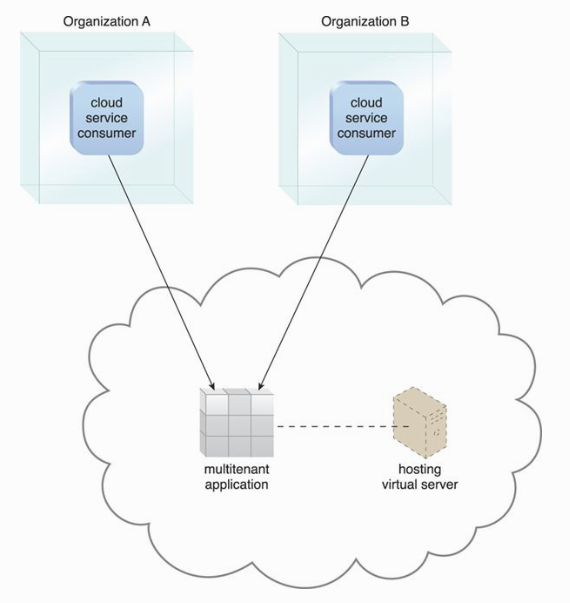 Organization A
Organization B
cloud
service
consumer
cloud
service
consumer
multitenant
application
hosting
virtual server